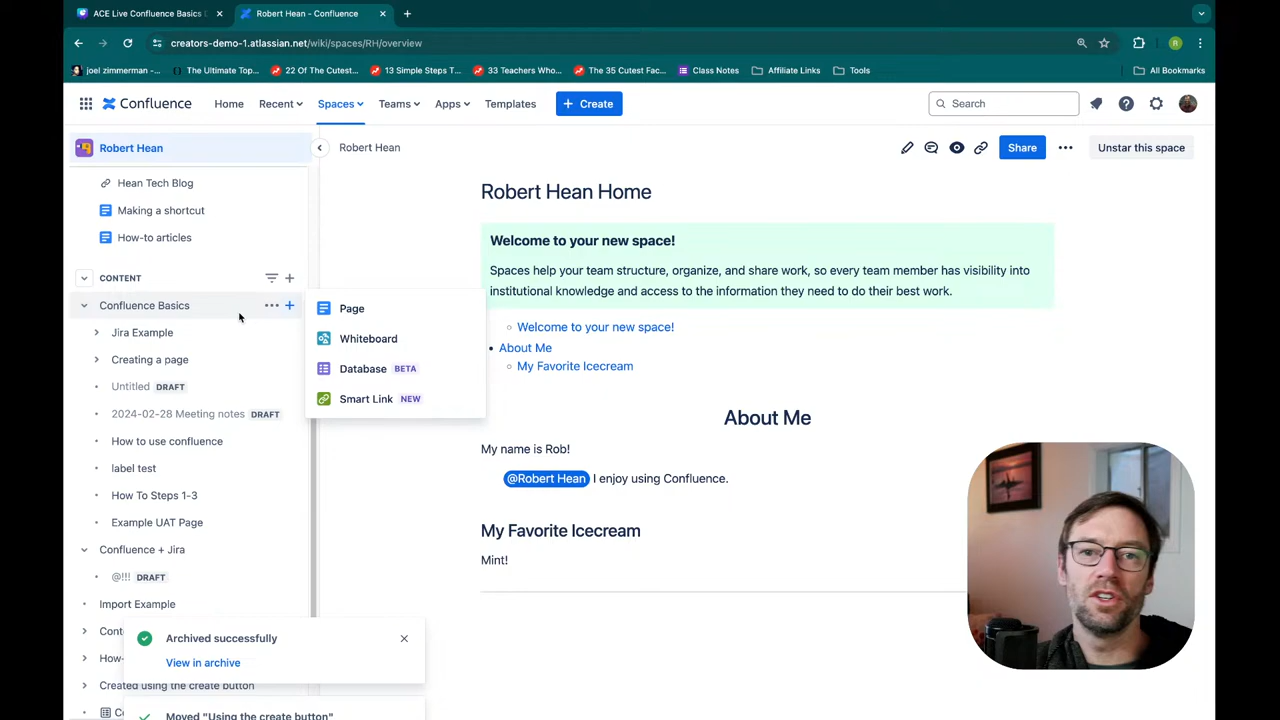 ACE Live Confluence Basics
Robert Hean - Confluence
creators-demo-1.atlassian.net/wiki/spaces/RH/overview
R
joel zimmerman -...
The Ultimate Top...
22 Of The Cutest...
13 Simple Steps T...
33 Teachers Who...
The 35 Cutest Fac...
Class Notes
Affiliate Links
Tools
All Bookmarks
Confluence
Home
Recent
Spaces
Teams
Apps
Templates
+ Create
Search
Robert Hean
Robert Hean
Share
Unstar this space
Hean Tech Blog
Making a shortcut
How-to articles
CONTENT
Confluence Basics
Jira Example
Creating a page
Untitled DRAFT
2024-02-28 Meeting notes DRAFT
How to use confluence
label test
How To Steps 1-3
Example UAT Page
Confluence + Jira
@!!! DRAFT
Import Example
Created using the create button
Page
Whiteboard
Database BETA
Smart Link NEW
Archived successfully
View in archive
Moved "Using the create button"
Robert Hean Home
Welcome to your new space!
Spaces help your team structure, organize, and share work, so every team member has visibility into
institutional knowledge and access to the information they need to do their best work.
Welcome to your new space!
About Me
My Favorite Icecream
About Me
My name is Rob!
@Robert Hean I enjoy using Confluence.
My Favorite Icecream
Mint!